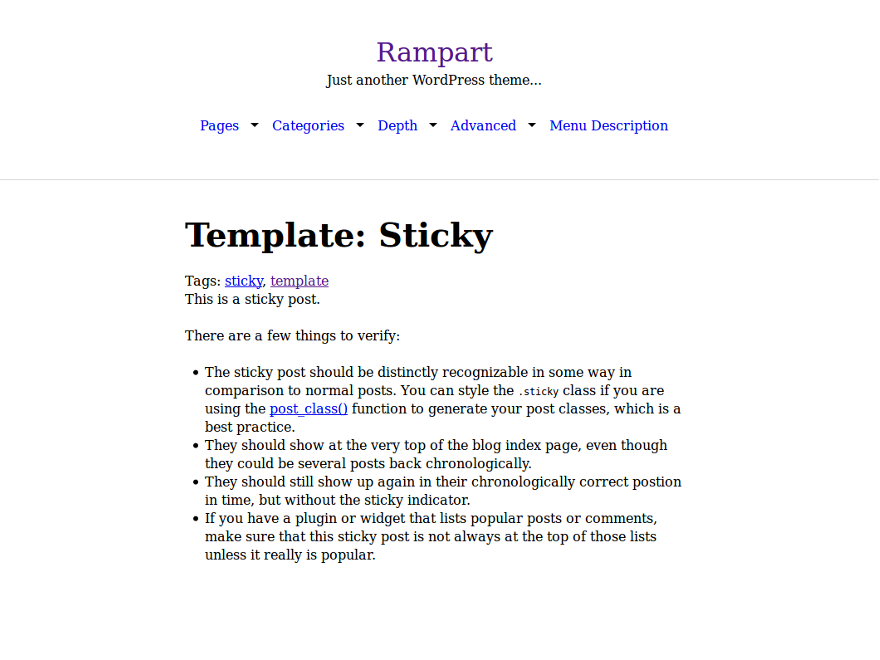 Rampart
Just another WordPress theme...
Pages Categories Depth Advanced Menu Description
Template: Sticky
Tags: sticky, template
This is a sticky post.
There are a few things to verify:
• The sticky post should be distinctly recognizable in some way in
comparison to normal posts. You can style the .sticky class if you are
using the post_class() function to generate your post classes, which is a
best practice.
• They should show at the very top of the blog index page, even though
they could be several posts back chronologically.
• They should still show up again in their chronologically correct postion
in time, but without the sticky indicator.
• If you have a plugin or widget that lists popular posts or comments,
make sure that this sticky post is not always at the top of those lists
unless it really is popular.